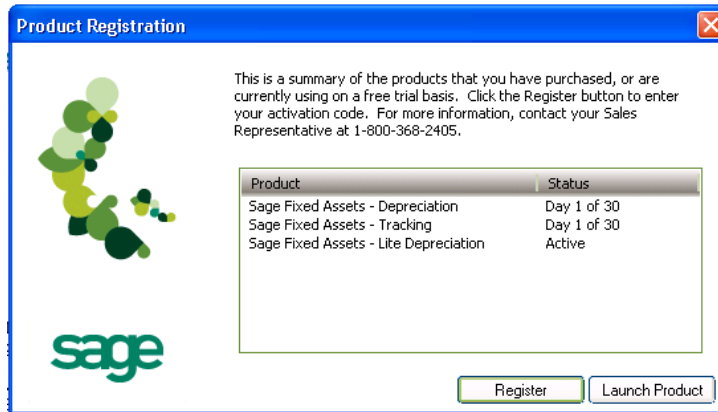 Product Registration
This is a summary of the products that you have purchased, or are
currently using on a free trial basis.  Click the Register button to enter
your activation code.  For more information, contact your Sales
Representative at 1-800-368-2405.
Product Status
Sage Fixed Assets - Depreciation Day 1 of 30
Sage Fixed Assets - Tracking Day 1 of 30
Sage Fixed Assets - Lite Depreciation Active
sage
Register Launch Product